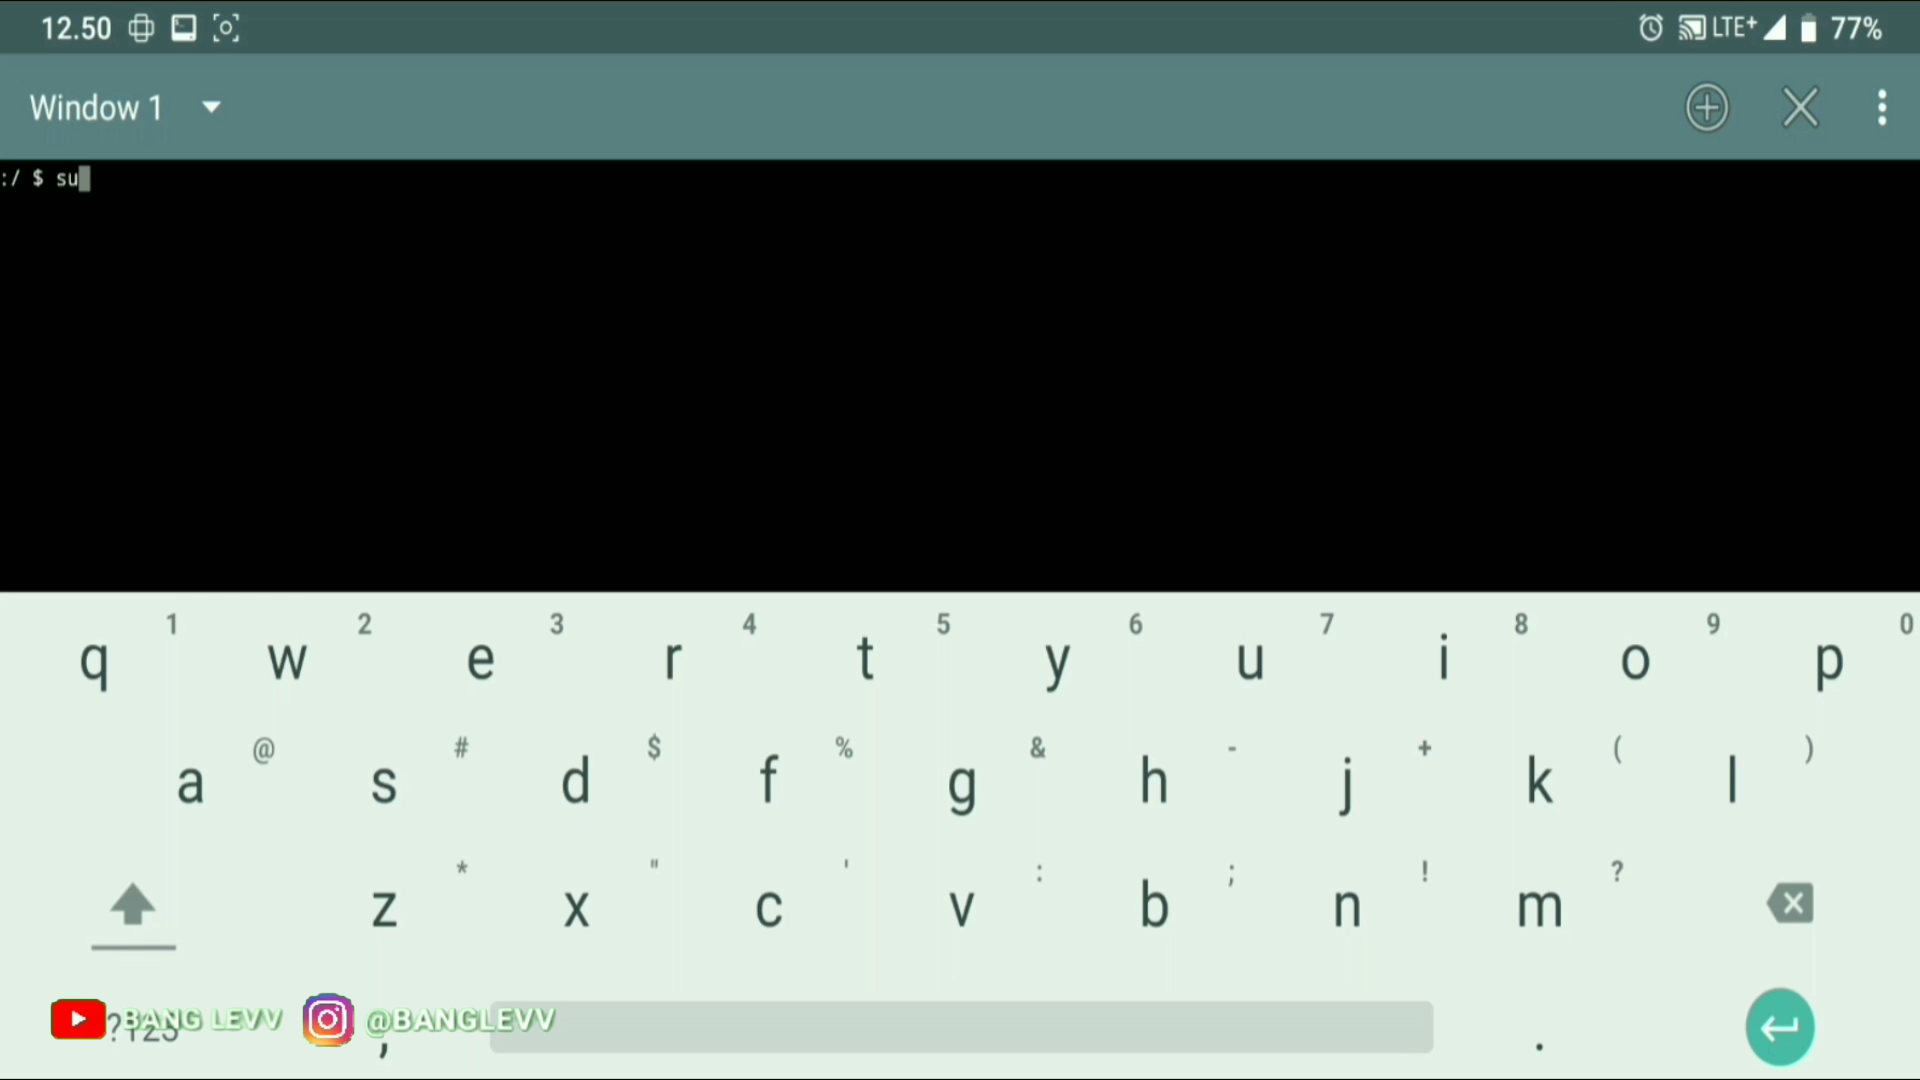 12.50 LTE+ 77%
Window 1
:/ $ su
1 2 3 4 5 6 7 8 9 0
q w e r t y u i o p
@ # $ % & - + ( )
a s d f g h j k l
* " ' : ; ! ?
z x c v b n m
?123 , .
BANG LEVV @BANGLEVV